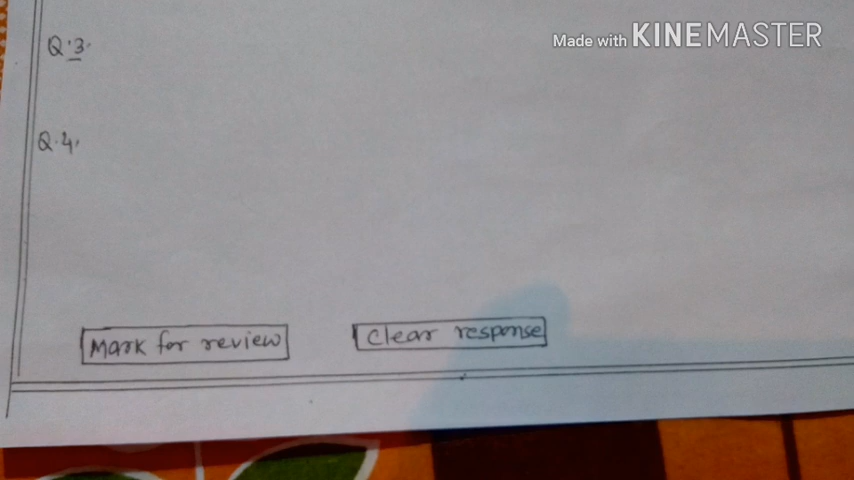 Made with KINEMASTER
Q.3.
Q.4.
Mark for review
Clear response